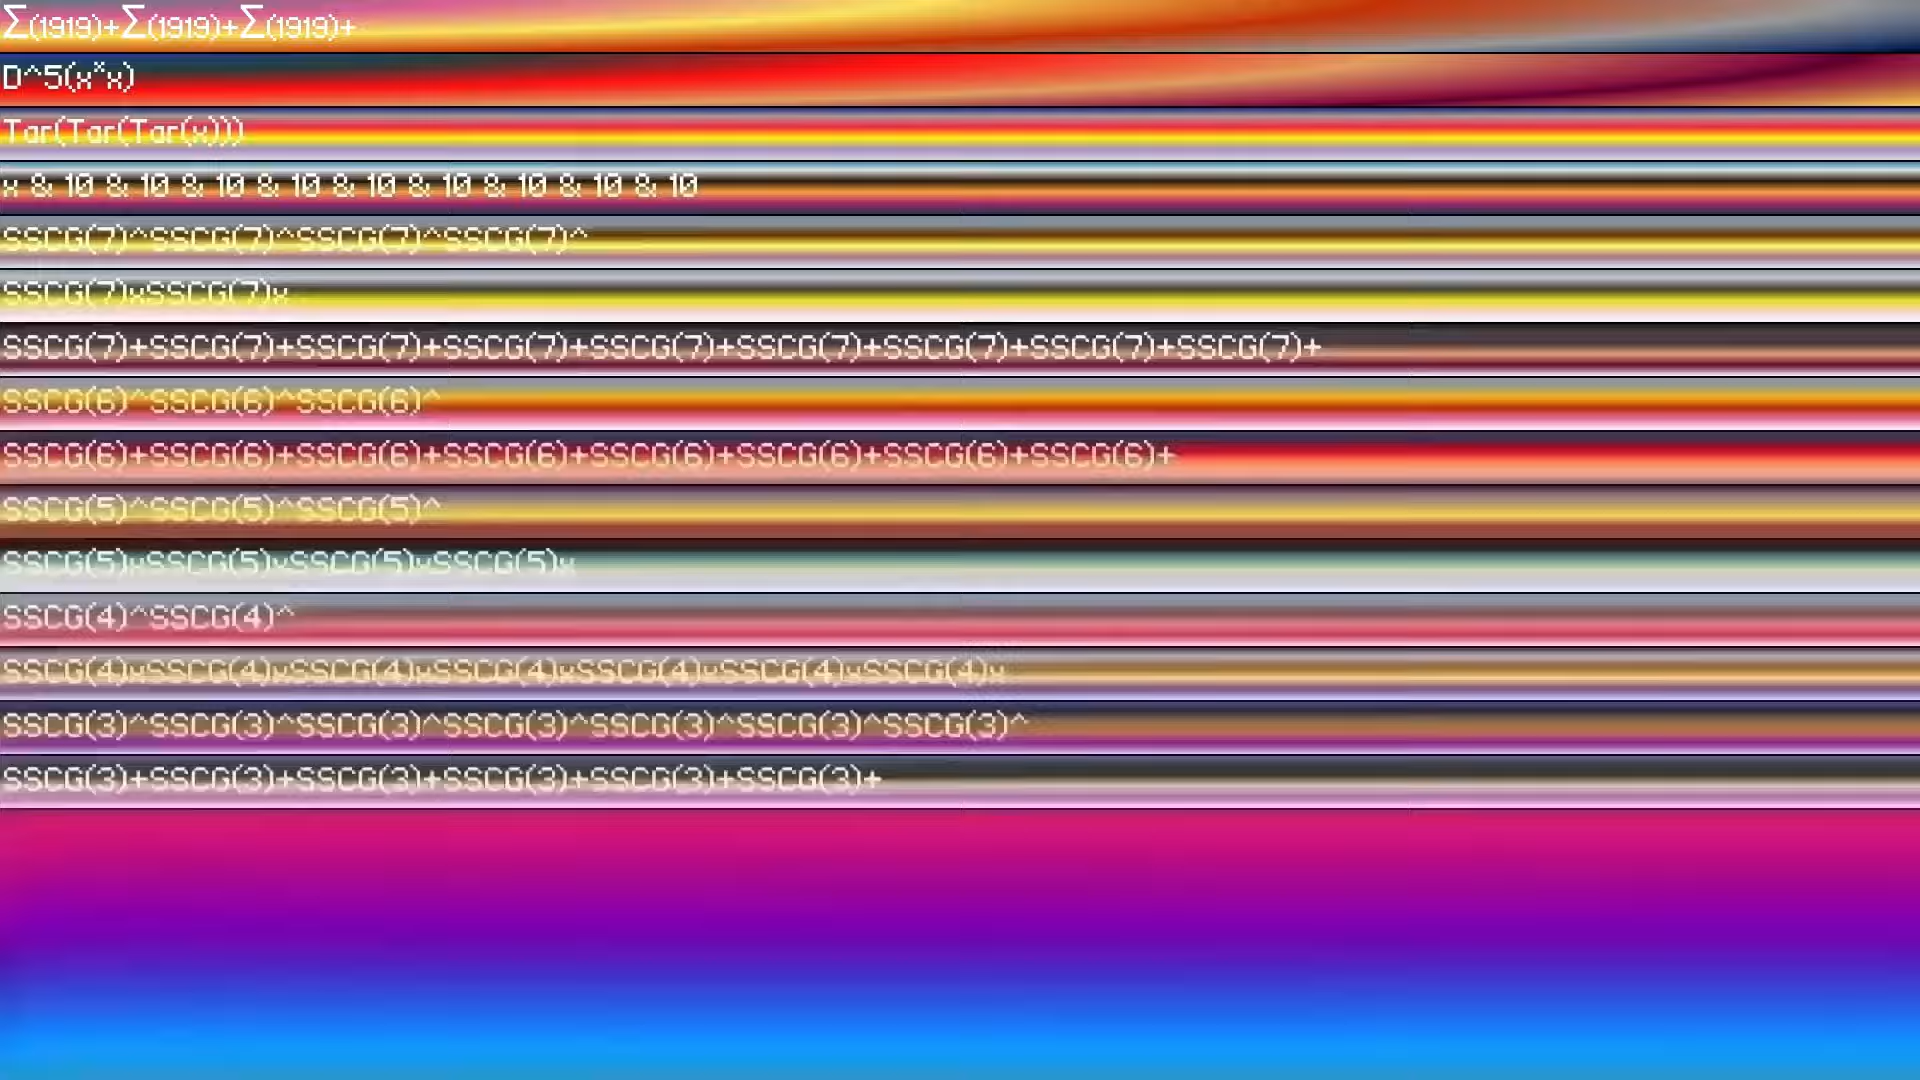 ∑(1919)+∑(1919)+∑(1919)+
D^5(x^x)
Tar(Tar(Tar(x)))
x & 10 & 10 & 10 & 10 & 10 & 10 & 10 & 10 & 10
SSCG(7)^SSCG(7)^SSCG(7)^SSCG(7)^
SSCG(7)xSSCG(7)x
SSCG(7)+SSCG(7)+SSCG(7)+SSCG(7)+SSCG(7)+SSCG(7)+SSCG(7)+SSCG(7)+SSCG(7)+
SSCG(6)^SSCG(6)^SSCG(6)^
SSCG(6)+SSCG(6)+SSCG(6)+SSCG(6)+SSCG(6)+SSCG(6)+SSCG(6)+SSCG(6)+
SSCG(5)^SSCG(5)^SSCG(5)^
SSCG(5)xSSCG(5)xSSCG(5)xSSCG(5)x
SSCG(4)^SSCG(4)^
SSCG(4)xSSCG(4)xSSCG(4)xSSCG(4)xSSCG(4)xSSCG(4)xSSCG(4)x
SSCG(3)^SSCG(3)^SSCG(3)^SSCG(3)^SSCG(3)^SSCG(3)^SSCG(3)^
SSCG(3)+SSCG(3)+SSCG(3)+SSCG(3)+SSCG(3)+SSCG(3)+